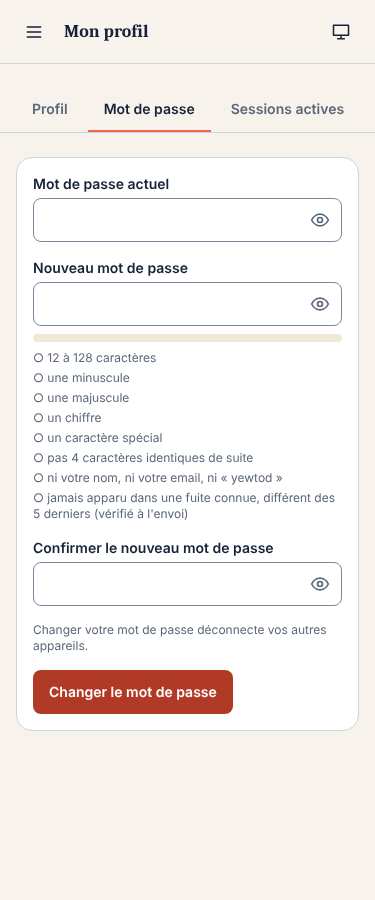 Mon profil
Profil
Mot de passe
Sessions actives
Mot de passe actuel
Nouveau mot de passe
12 à 128 caractères
une minuscule
une majuscule
un chiffre
un caractère spécial
pas 4 caractères identiques de suite
ni votre nom, ni votre email, ni « yewtod »
jamais apparu dans une fuite connue, différent des
5 derniers (vérifié à l'envoi)
Confirmer le nouveau mot de passe
Changer votre mot de passe déconnecte vos autres
appareils.
Changer le mot de passe